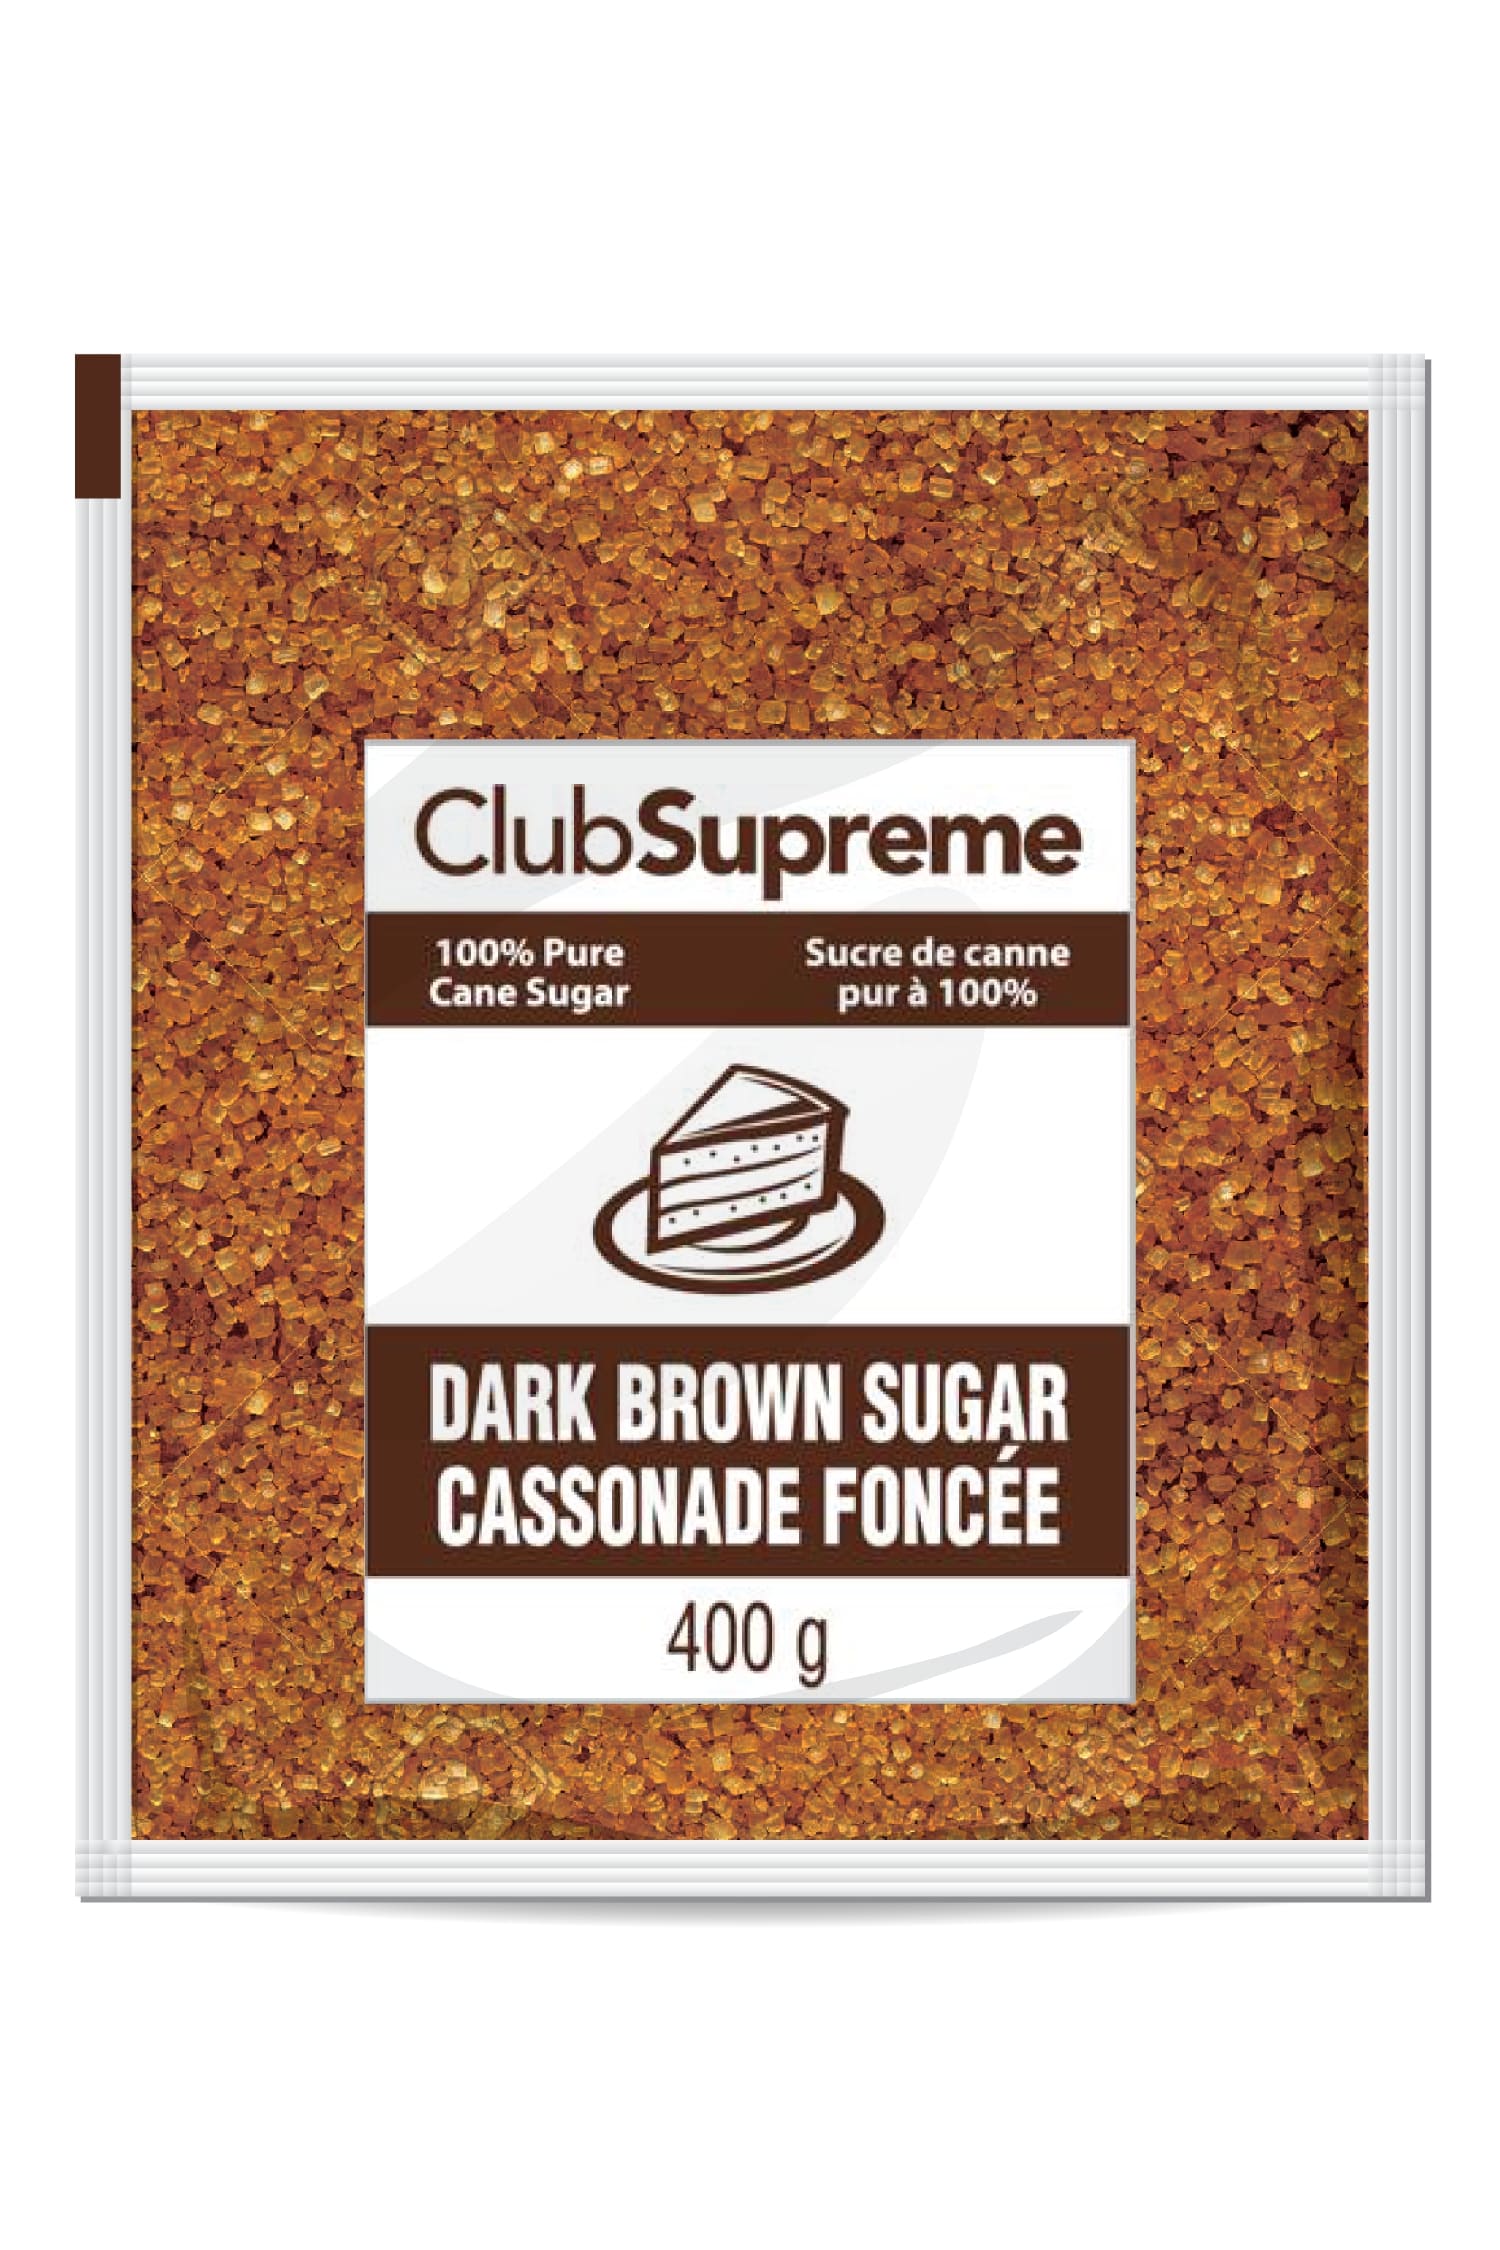 ClubSupreme
100% Pure
Cane Sugar
Sucre de canne
pur à 100%
DARK BROWN SUGAR
CASSONADE FONCÉE
400 g